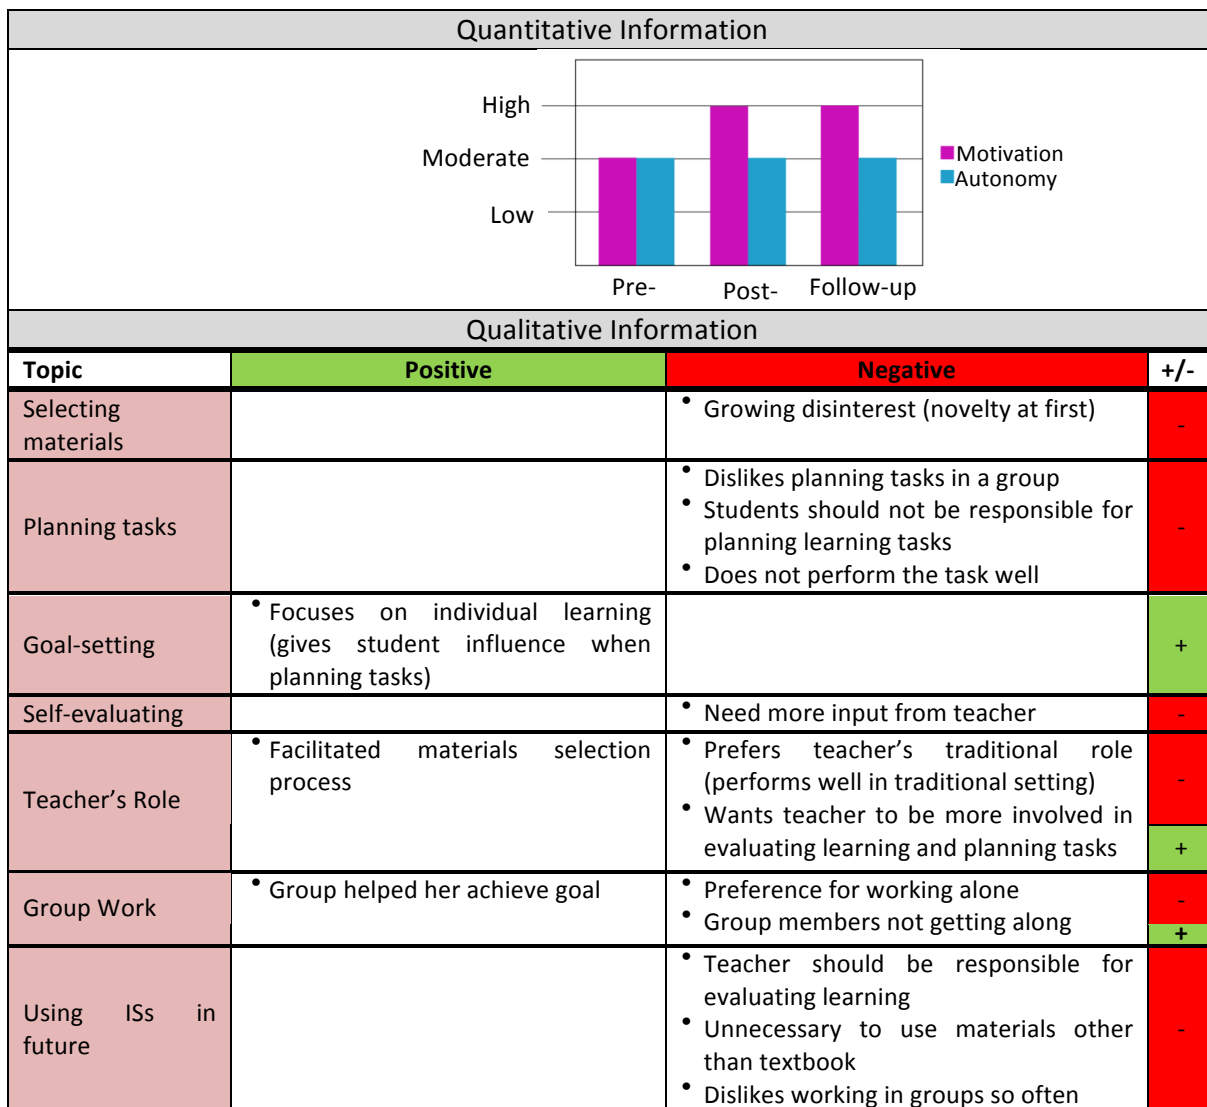 Quantitative Information
High
Moderate
Low
Motivation
Autonomy
Pre-
Post-
Follow-up
Qualitative Information
Topic Positive Negative +/-
Selecting
materials
• Growing disinterest (novelty at first)
-
Planning tasks
• Dislikes planning tasks in a group
• Students should not be responsible for
planning learning tasks
• Does not perform the task well
-
Goal-setting
• Focuses on individual learning
(gives student influence when
planning tasks)
+
Self-evaluating
• Need more input from teacher
-
Teacher’s Role
• Facilitated materials selection
process
• Prefers teacher’s traditional role
(performs well in traditional setting)
• Wants teacher to be more involved in
evaluating learning and planning tasks
-
+
Group Work
• Group helped her achieve goal
• Preference for working alone
• Group members not getting along
-
+
Using ISs in
future
• Teacher should be responsible for
evaluating learning
• Unnecessary to use materials other
than textbook
• Dislikes working in groups so often
-